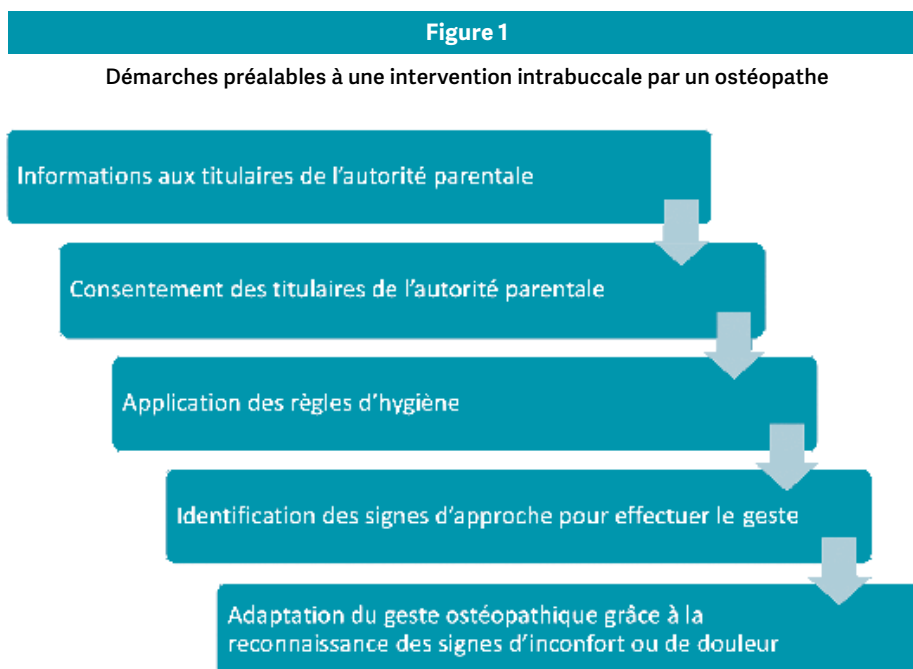 Figure 1
Démarches préalables à une intervention intrabuccale par un ostéopathe
Informations aux titulaires de l'autorité parentale
Consentement des titulaires de l'autorité parentale
Application des règles d'hygiène
Identification des signes d'approche pour effectuer le geste
Adaptation du geste ostéopathique grâce à la
reconnaissance des signes d'inconfort ou de douleur